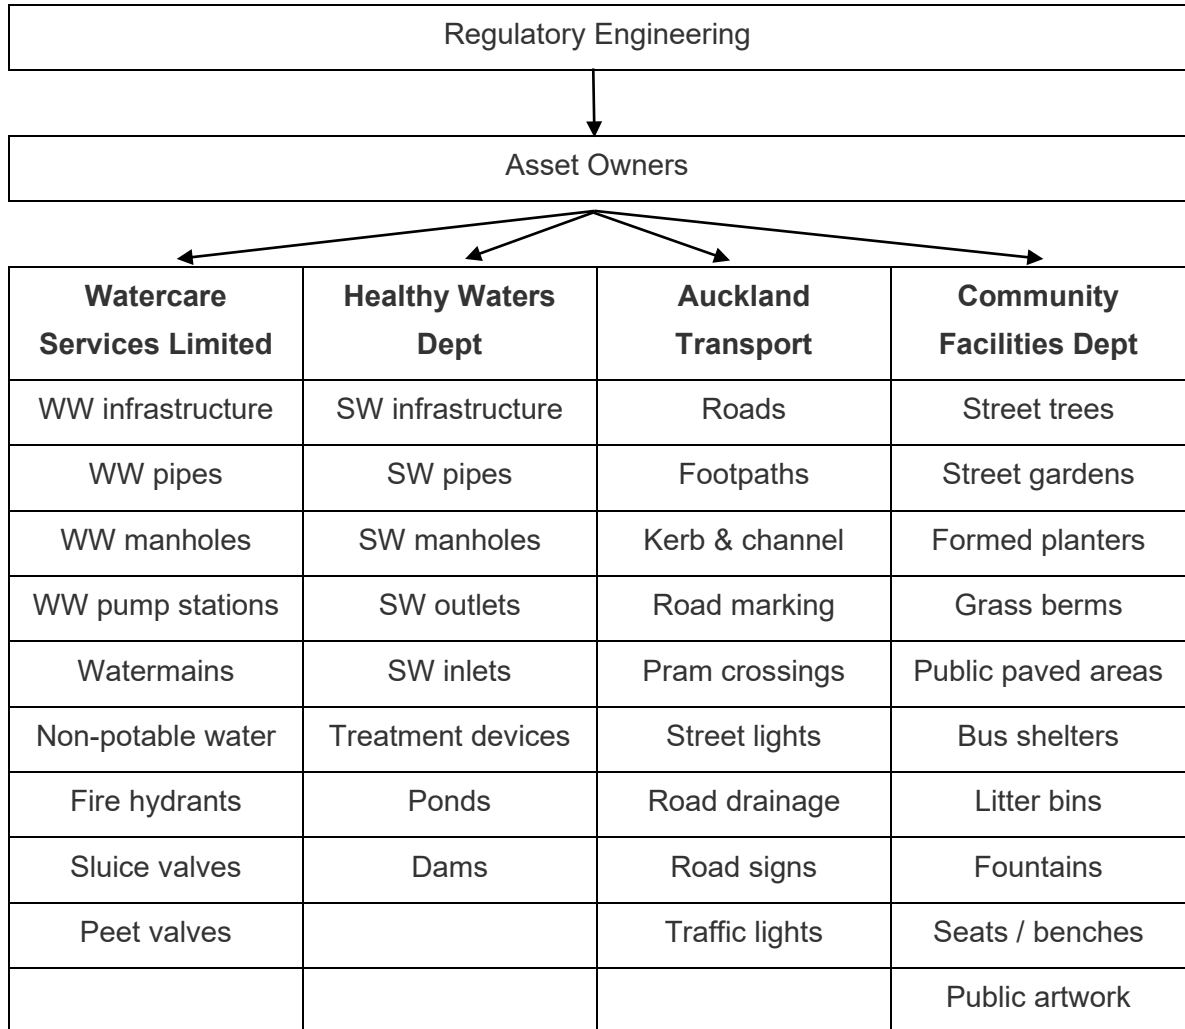 Regulatory Engineering
Asset Owners
Watercare Healthy Waters Auckland Community
Services Limited Dept Transport Facilities Dept
WW infrastructure SW infrastructure Roads Street trees
WW pipes SW pipes Footpaths Street gardens
WW manholes SW manholes Kerb & channel Formed planters
WW pump stations SW outlets Road marking Grass berms
Watermains SW inlets Pram crossings Public paved areas
Non-potable water Treatment devices Street lights Bus shelters
Fire hydrants Ponds Road drainage Litter bins
Sluice valves Dams Road signs Fountains
Peet valves Traffic lights Seats / benches
Public artwork